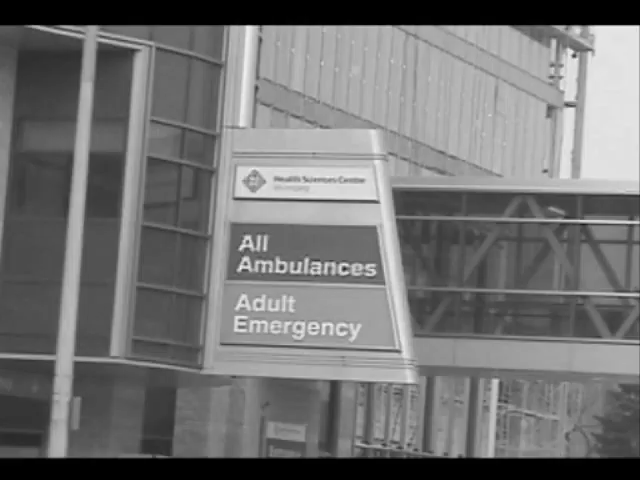 Health Sciences Centre
Winnipeg
All
Ambulances
Adult
Emergency